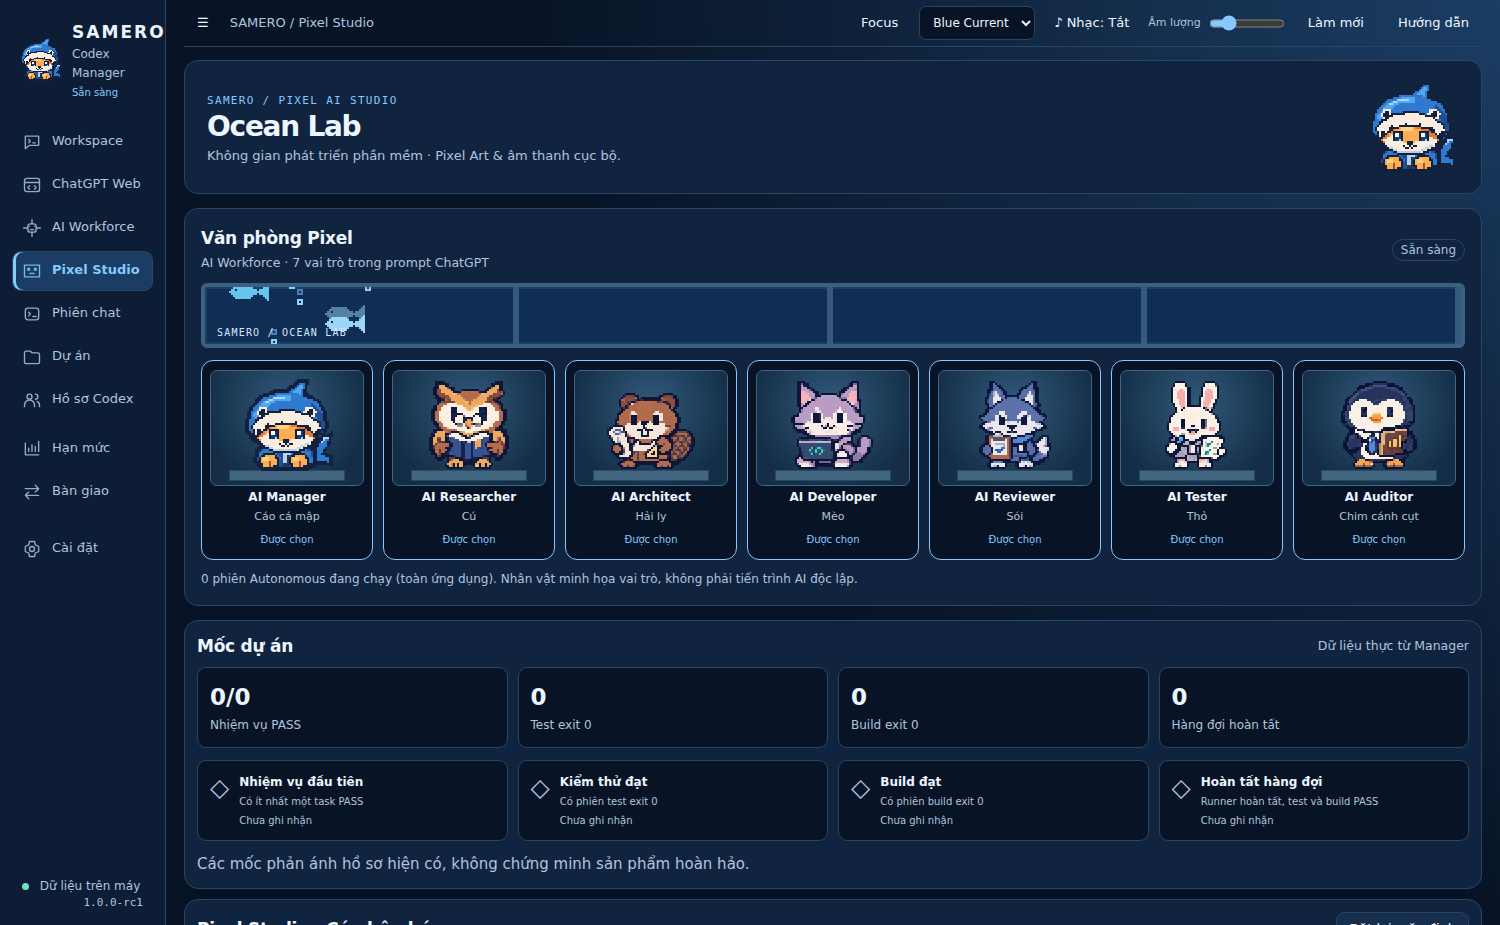 SAMERO
Codex
Manager
Sẵn sàng
Workspace
ChatGPT Web
AI Workforce
Pixel Studio
Phiên chat
Dự án
Hồ sơ Codex
Hạn mức
Bàn giao
Cài đặt
Dữ liệu trên máy
1.0.0-rc1
☰ SAMERO / Pixel Studio Focus Blue Current ♪ Nhạc: Tắt Âm lượng Làm mới Hướng dẫn
SAMERO / PIXEL AI STUDIO
Ocean Lab
Không gian phát triển phần mềm · Pixel Art & âm thanh cục bộ.
Văn phòng Pixel
AI Workforce · 7 vai trò trong prompt ChatGPT
Sẵn sàng
SAMERO / OCEAN LAB
AI Manager
Cáo cá mập
Được chọn
AI Researcher
Cú
Được chọn
AI Architect
Hải ly
Được chọn
AI Developer
Mèo
Được chọn
AI Reviewer
Sói
Được chọn
AI Tester
Thỏ
Được chọn
AI Auditor
Chim cánh cụt
Được chọn
0 phiên Autonomous đang chạy (toàn ứng dụng). Nhân vật minh họa vai trò, không phải tiến trình AI độc lập.
Mốc dự án
Dữ liệu thực từ Manager
0/0
Nhiệm vụ PASS
0
Test exit 0
0
Build exit 0
0
Hàng đợi hoàn tất
Nhiệm vụ đầu tiên
Có ít nhất một task PASS
Chưa ghi nhận
Kiểm thử đạt
Có phiên test exit 0
Chưa ghi nhận
Build đạt
Có phiên build exit 0
Chưa ghi nhận
Hoàn tất hàng đợi
Runner hoàn tất, test và build PASS
Chưa ghi nhận
Các mốc phản ánh hồ sơ hiện có, không chứng minh sản phẩm hoàn hảo.